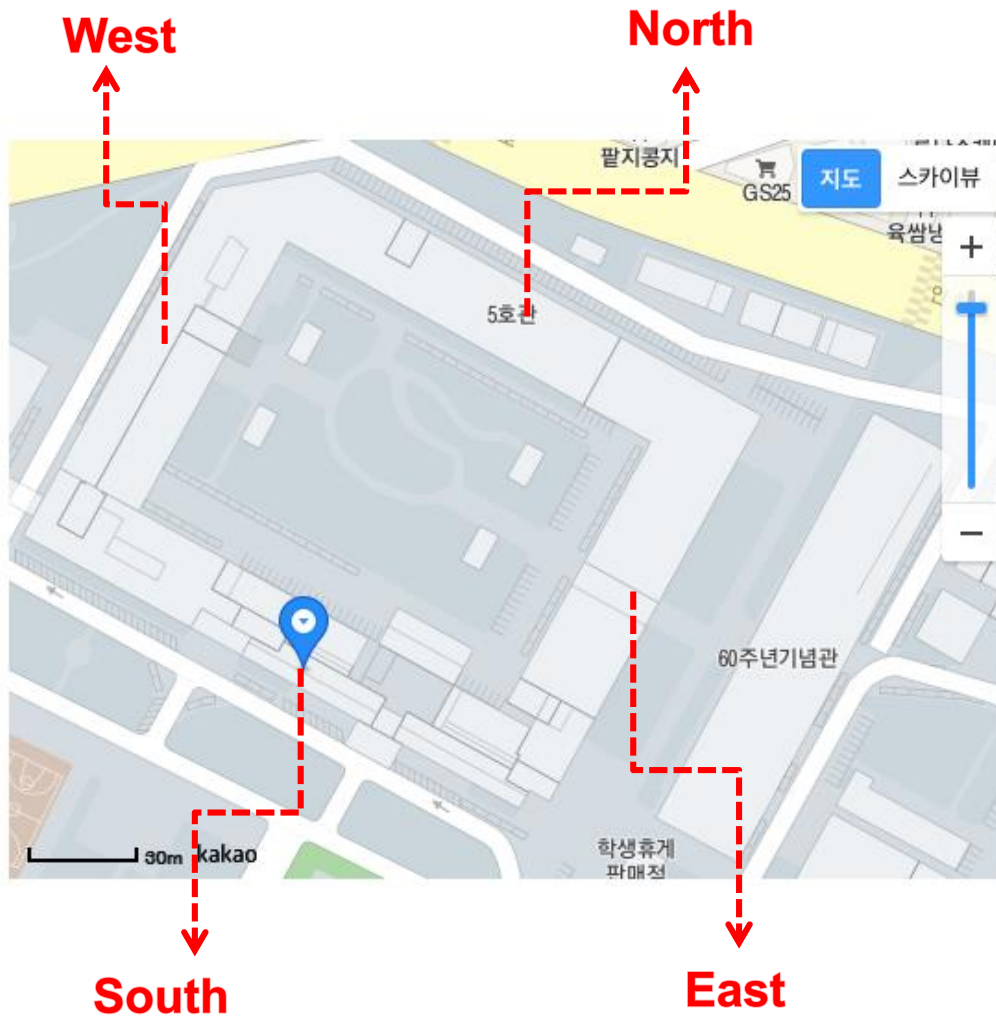 West
North
팥지콩지
GS25
지도
스카이뷰
육쌈냉
5호관
60주년기념관
30m
kakao
학생휴게
판매점
South
East